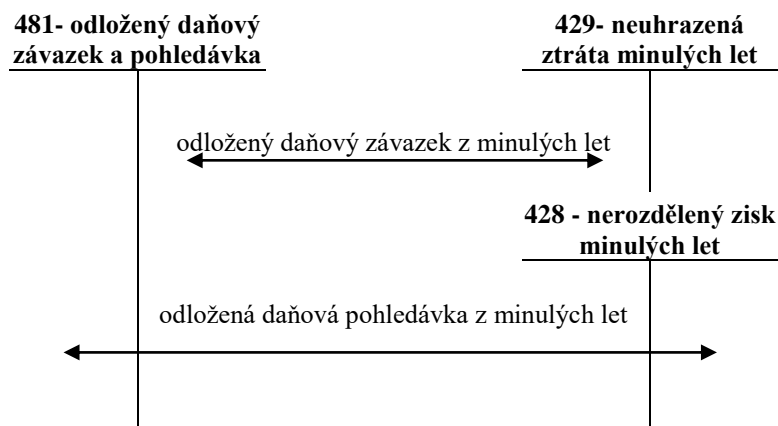 481- odložený daňový
závazek a pohledávka
429- neuhrazená
ztráta minulých let
odložený daňový závazek z minulých let
428 - nerozdělený zisk
minulých let
odložená daňová pohledávka z minulých let